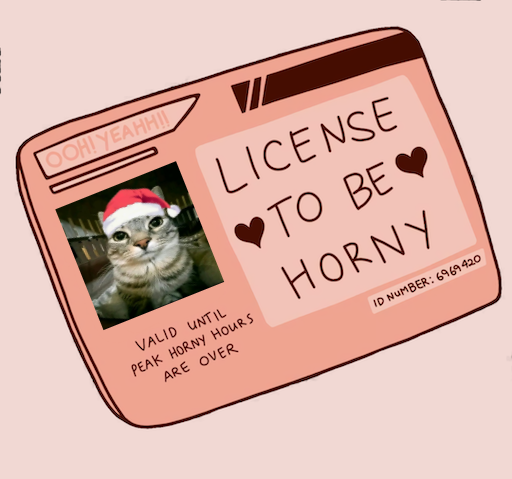 OOH! YEAHH!!
LICENSE
TO BE
HORNY
ID NUMBER: 6969420
VALID UNTIL
PEAK HORNY HOURS
ARE OVER